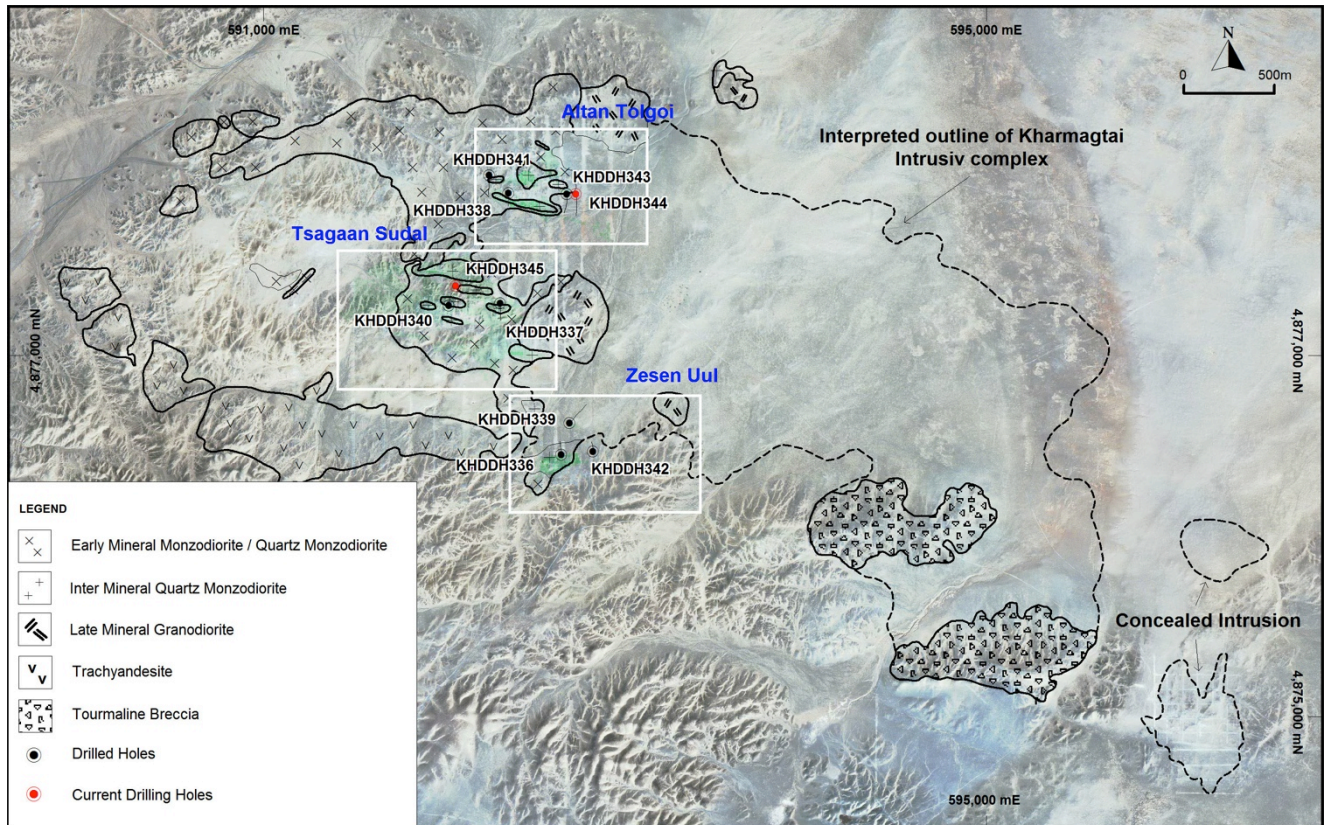 591,000 mE
595,000 mE
N
0 500m
Altan Tolgoi
Interpreted outline of Kharmagtai
Intrusiv complex
KHDDH341
KHDDH343
KHDDH344
KHDDH338
Tsagaan Sudal
KHDDH345
KHDDH340
KHDDH337
4,877,000 mN
4,877,000 mN
Zesen Uul
KHDDH339
KHDDH336
KHDDH342
LEGEND
Early Mineral Monzodiorite / Quartz Monzodiorite
Inter Mineral Quartz Monzodiorite
Late Mineral Granodiorite
Trachyandesite
Tourmaline Breccia
Drilled Holes
Current Drilling Holes
Concealed Intrusion
4,875,000 mN
595,000 mE